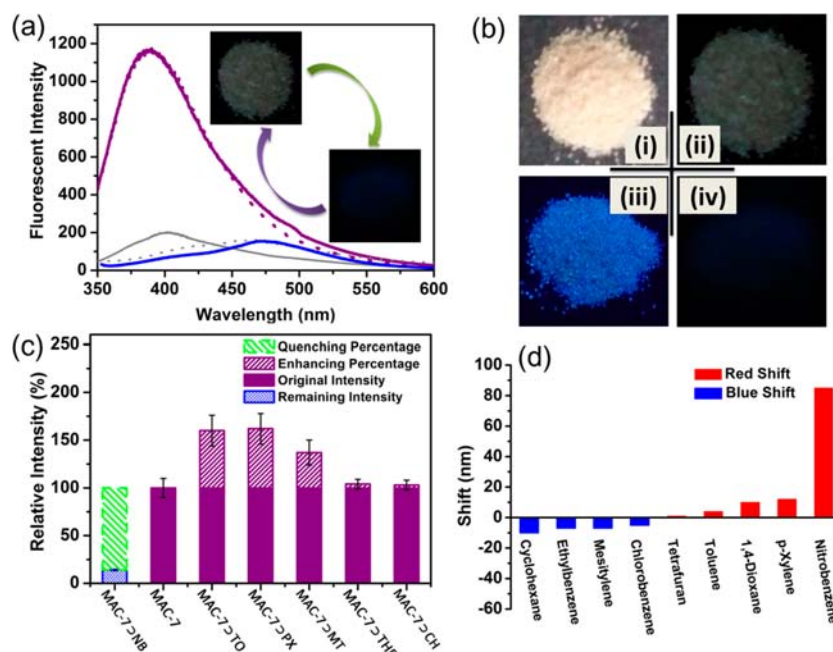 (a)
1200
1000
800
600
400
200
0
Fluorescent Intensity
350 400 450 500 550 600
Wavelength (nm)
(b)
(i)
(ii)
(iii)
(iv)
(c)
250
200
150
100
50
0
Relative Intensity (%)
Quenching Percentage
Enhancing Percentage
Original Intensity
Remaining Intensity
MAC-7⊃NB
MAC-7
MAC-7⊃TO
MAC-7⊃PX
MAC-7⊃MT
MAC-7⊃CH
(d)
100
80
60
40
20
0
-20
-40
-60
Shift (nm)
Red Shift
Blue Shift
Cyclohexane
Ethylbenzene
Mesitylene
Chlorobenzene
Tetrafuran
Toluene
1,4-Dioxane
p-Xylene
Nitrobenzene